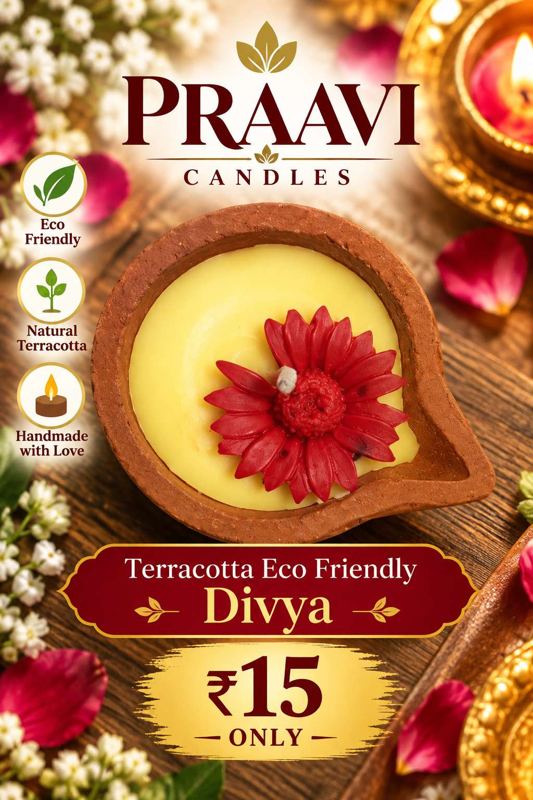 PRAAVI
CANDLES
Eco
Friendly
Natural
Terracotta
Handmade
with Love
Terracotta Eco Friendly
Divya
₹15
ONLY